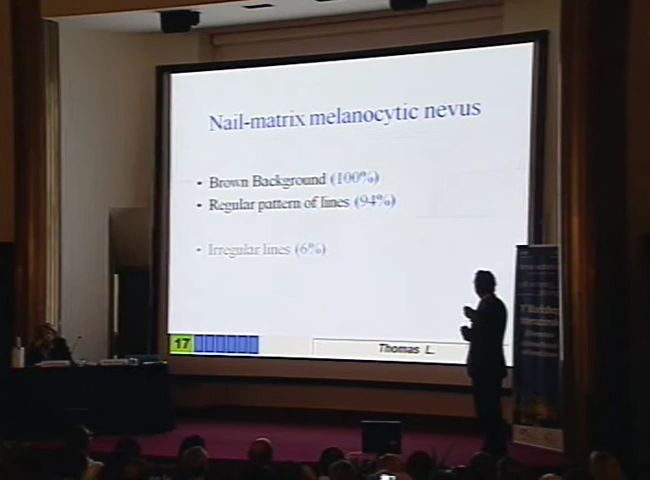 Nail-matrix melanocytic nevus
• Brown Background (100%)
• Regular pattern of lines (94%)
• Irregular lines (6%)
17
Thomas L.